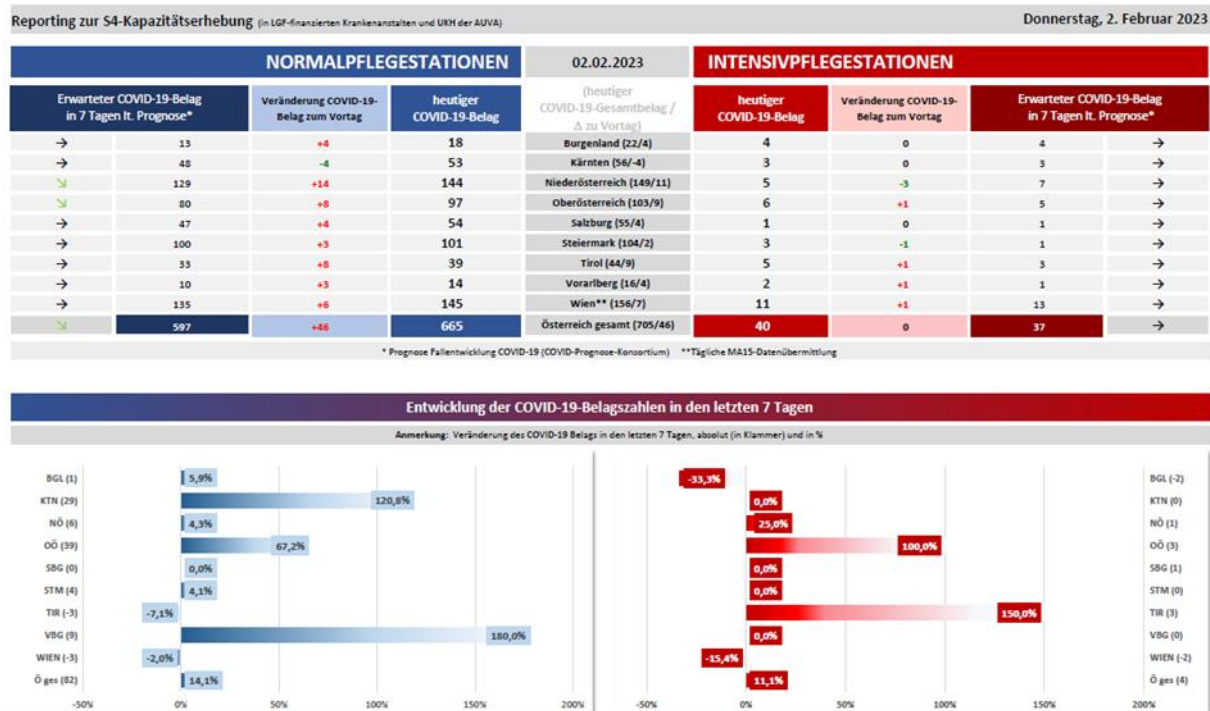 Reporting zur S4-Kapazitätserhebung (in LGF-finanzierten Krankenanstalten und UKH der AUVA) Donnerstag, 2. Februar 2023
NORMALPFLEGESTATIONEN 02.02.2023 INTENSIVPFLEGESTATIONEN
Erwarteter COVID-19-Belag in 7 Tagen lt. Prognose* Veränderung COVID-19-Belag zum Vortag heutiger COVID-19-Belag (heutiger COVID-19-Gesamtbelag / Δ zu Vortag) heutiger COVID-19-Belag Veränderung COVID-19-Belag zum Vortag Erwarteter COVID-19-Belag in 7 Tagen lt. Prognose*
→ 13 +4 18 Burgenland (22/4) 4 0 4 →
→ 48 -4 53 Kärnten (56/-4) 3 0 3 →
↘ 129 +14 144 Niederösterreich (149/11) 5 -3 7 →
↘ 80 +8 97 Oberösterreich (103/9) 6 +1 5 →
→ 47 +4 54 Salzburg (55/4) 1 0 1 →
→ 100 +3 101 Steiermark (104/2) 3 -1 1 →
→ 33 +8 39 Tirol (44/9) 5 +1 3 →
→ 10 +3 14 Vorarlberg (16/4) 2 +1 1 →
→ 135 +6 145 Wien** (156/7) 11 +1 13 →
↘ 597 +46 665 Österreich gesamt (705/46) 40 0 37 →
* Prognose Fallentwicklung COVID-19 (COVID-Prognose-Konsortium) **Tägliche MA15-Datenübermittlung
Entwicklung der COVID-19-Belagszahlen in den letzten 7 Tagen
Anmerkung: Veränderung des COVID-19 Belags in den letzten 7 Tagen, absolut (in Klammer) und in %
BGL (1) 5,9%
KTN (29) 120,8%
NÖ (6) 4,3%
OÖ (39) 67,2%
SBG (0) 0,0%
STM (4) 4,1%
TIR (-3) -7,1%
VBG (9) 180,0%
WIEN (-3) -2,0%
Ö ges (82) 14,1%
-50% 0% 50% 100% 150% 200%
-33,3% BGL (-2)
0,0% KTN (0)
25,0% NÖ (1)
100,0% OÖ (3)
0,0% SBG (1)
0,0% STM (0)
150,0% TIR (3)
0,0% VBG (0)
-15,4% WIEN (-2)
11,1% Ö ges (4)
-50% 0% 50% 100% 150% 200%